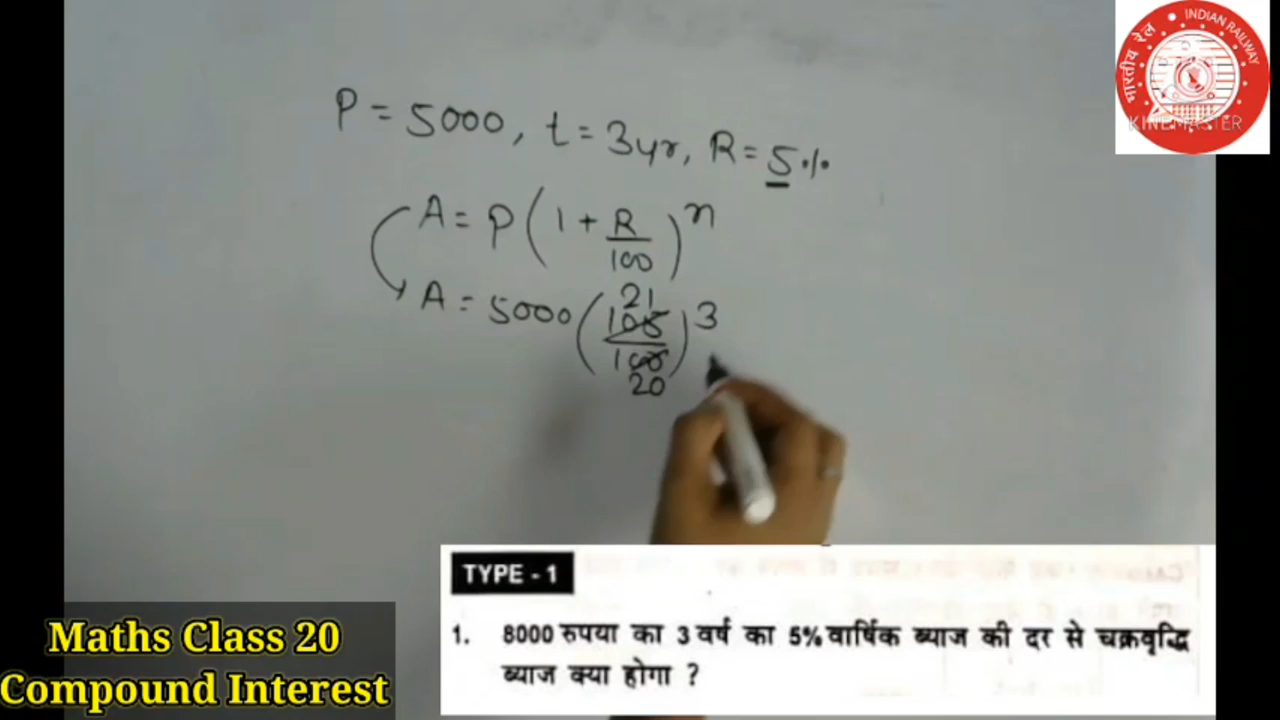 भारतीय रेल INDIAN RAILWAY
KINEMASTER
P = 5000, t = 3yr, R = 5%
A = P(1 + R/100)^n
A = 5000(21 105/100 20)^3
TYPE - 1
1. 8000 रुपया का 3 वर्ष का 5% वार्षिक ब्याज की दर से चक्रवृद्धि
ब्याज क्या होगा ?
Maths Class 20
Compound Interest